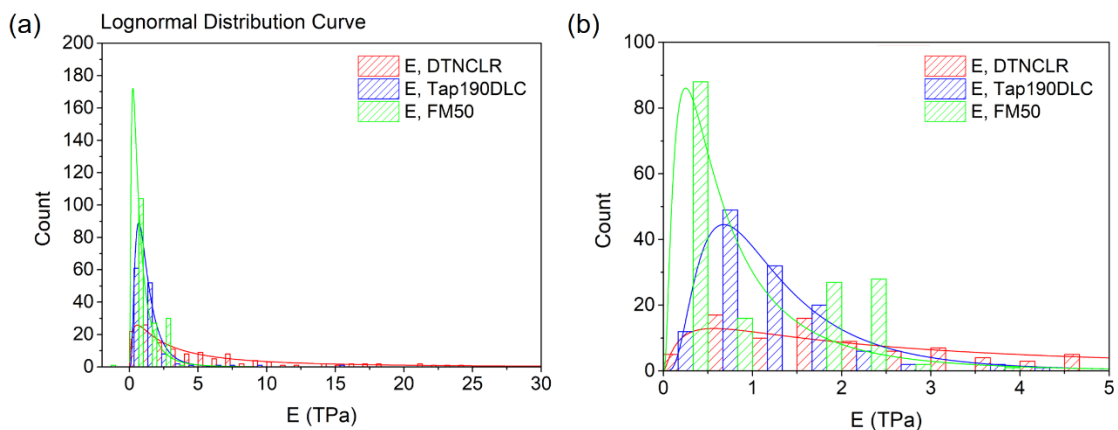 (a)
Lognormal Distribution Curve
200
180
160
140
120
100
80
60
40
20
0
Count
E, DTNCLR
E, Tap190DLC
E, FM50
0 5 10 15 20 25 30
E (TPa)
(b)
100
80
60
40
20
0
Count
E, DTNCLR
E, Tap190DLC
E, FM50
0 1 2 3 4 5
E (TPa)